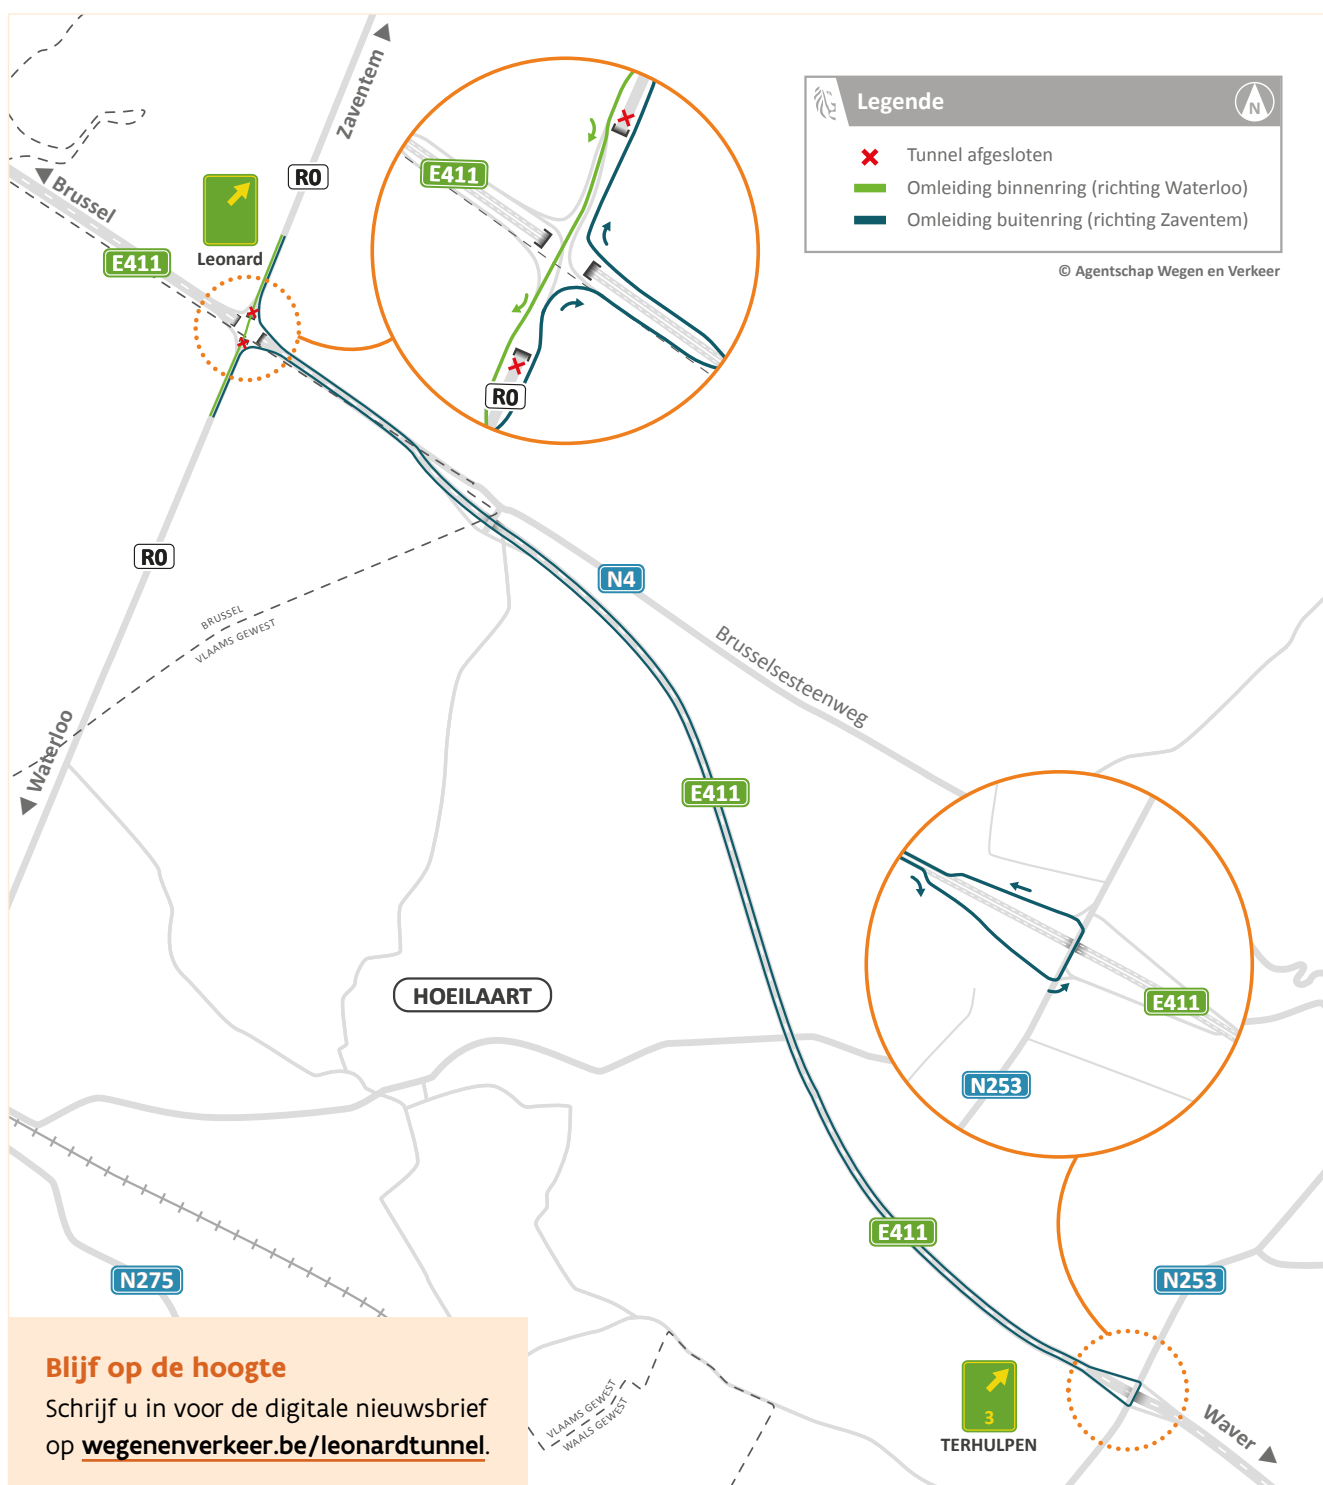 Zaventem
R0
Brussel
E411
Leonard
E411
R0
Legende
N
Tunnel afgesloten
Omleiding binnenring (richting Waterloo)
Omleiding buitenring (richting Zaventem)
© Agentschap Wegen en Verkeer
R0
N4
BRUSSEL
VLAAMS GEWEST
Brusselsesteenweg
Waterloo
E411
HOEILAART
E411
N253
E411
N275
N253
Blijf op de hoogte
Schrijf u in voor de digitale nieuwsbrief
op wegenenverkeer.be/leonardtunnel.
VLAAMS GEWEST
WAALS GEWEST
3
TERHULPEN
Waver